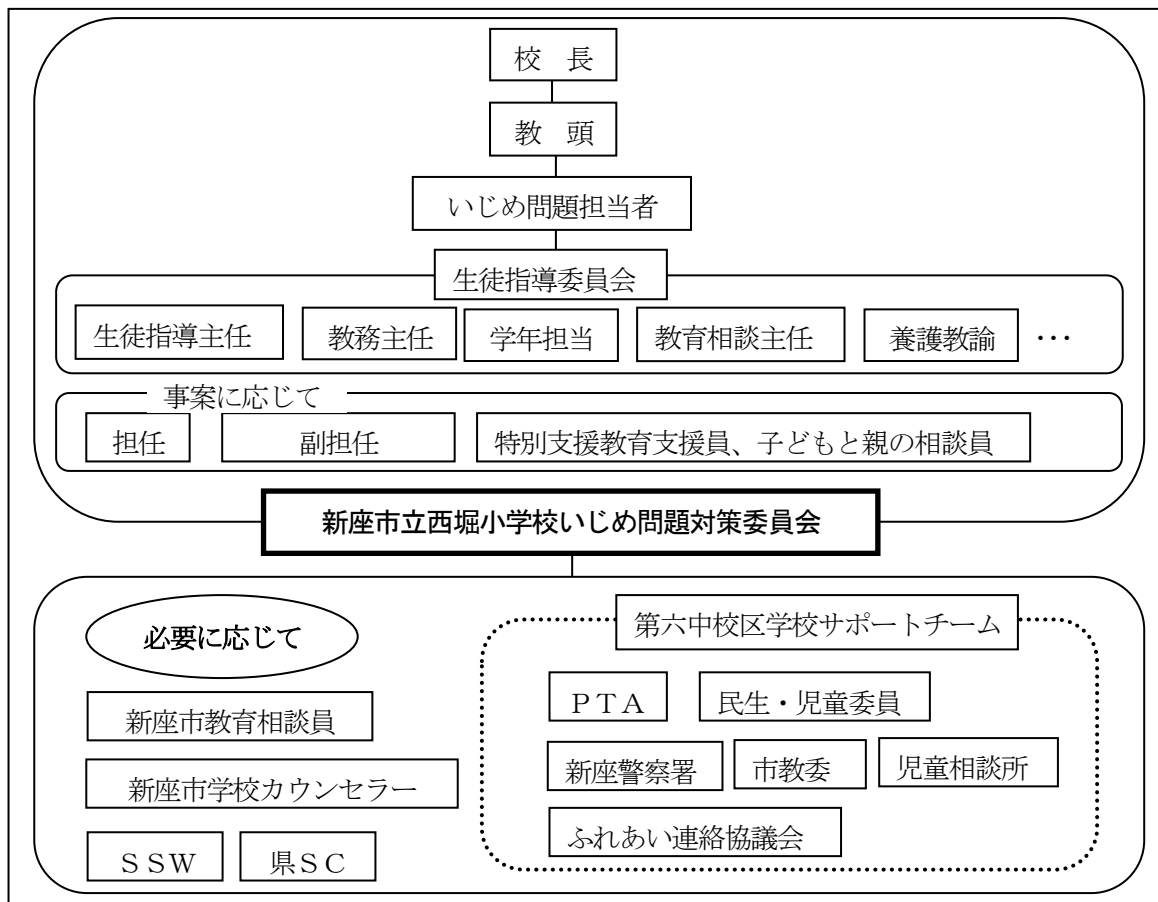 校　長
教　頭
いじめ問題担当者
生徒指導委員会
生徒指導主任
教務主任
学年担当
教育相談主任
養護教諭
…
事案に応じて
担任
副担任
特別支援教育支援員、子どもと親の相談員
新座市立西堀小学校いじめ問題対策委員会
必要に応じて
新座市教育相談員
新座市学校カウンセラー
ＳＳＷ
県ＳＣ
第六中校区学校サポートチーム
ＰＴＡ
民生・児童委員
新座警察署
市教委
児童相談所
ふれあい連絡協議会